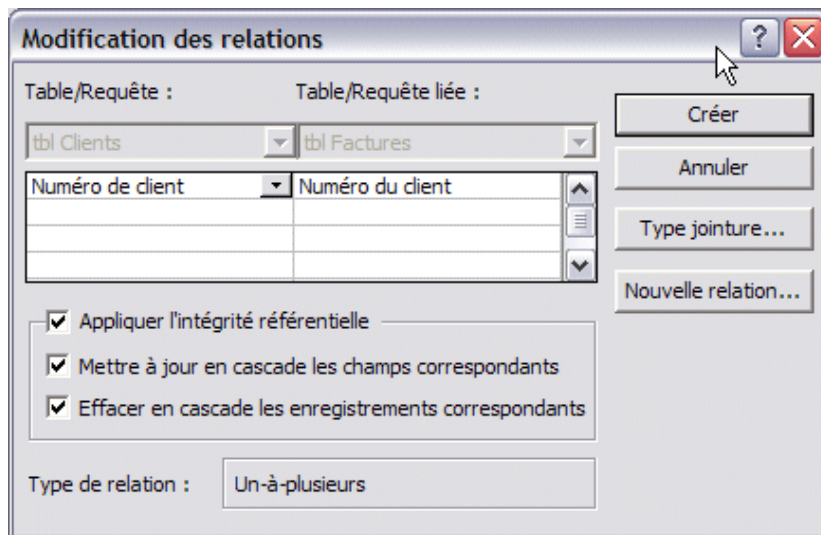 Modification des relations
?
Table/Requête : Table/Requête liée :
Créer
tbl Clients tbl Factures
Annuler
Numéro de client Numéro du client
Type jointure...
Nouvelle relation...
Appliquer l'intégrité référentielle
Mettre à jour en cascade les champs correspondants
Effacer en cascade les enregistrements correspondants
Type de relation : Un-à-plusieurs